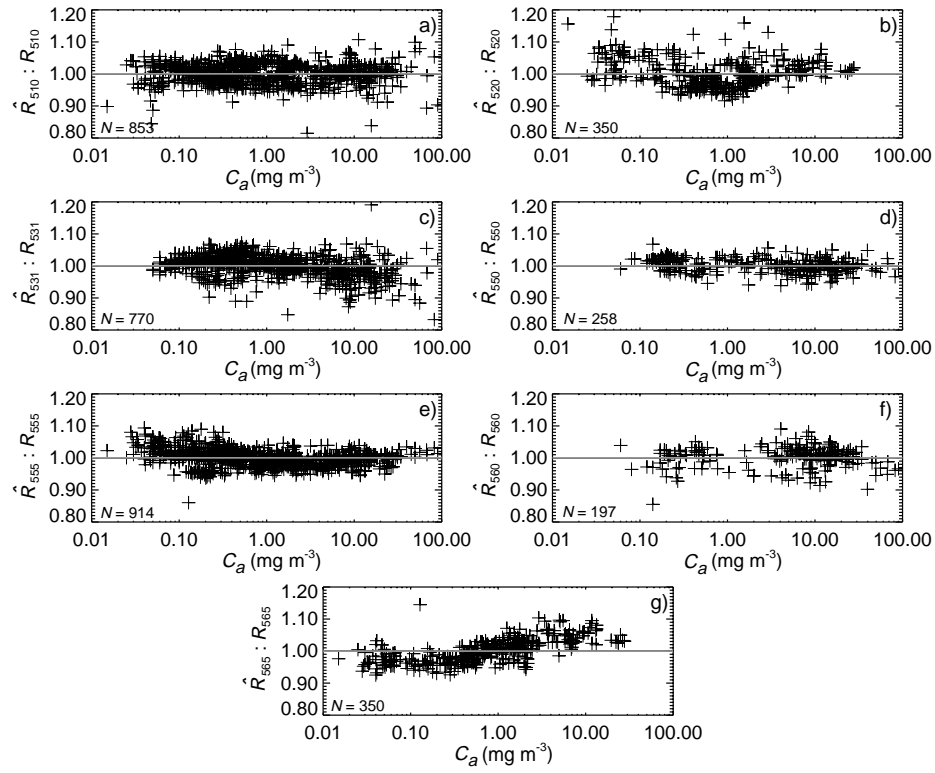 a)
1.20
1.10
1.00
0.90
0.80
R̂510 : R510
N = 853
0.01 0.10 1.00 10.00 100.00
Ca (mg m-3)
b)
1.20
1.10
1.00
0.90
0.80
R̂520 : R520
N = 350
0.01 0.10 1.00 10.00 100.00
Ca (mg m-3)
c)
1.20
1.10
1.00
0.90
0.80
R̂531 : R531
N = 770
0.01 0.10 1.00 10.00 100.00
Ca (mg m-3)
d)
1.20
1.10
1.00
0.90
0.80
R̂550 : R550
N = 258
0.01 0.10 1.00 10.00 100.00
Ca (mg m-3)
e)
1.20
1.10
1.00
0.90
0.80
R̂555 : R555
N = 914
0.01 0.10 1.00 10.00 100.00
Ca (mg m-3)
f)
1.20
1.10
1.00
0.90
0.80
R̂560 : R560
N = 197
0.01 0.10 1.00 10.00 100.00
Ca (mg m-3)
g)
1.20
1.10
1.00
0.90
0.80
R̂565 : R565
N = 350
0.01 0.10 1.00 10.00 100.00
Ca (mg m-3)